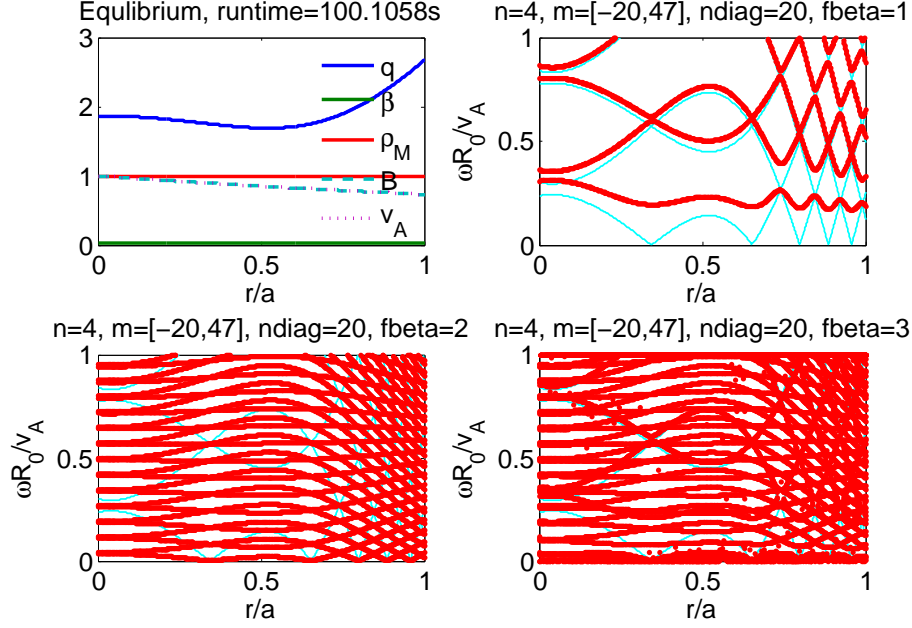 Equlibrium, runtime=100.1058s
3
2
1
0
q
β
ρ_M
B
v_A
0
0.5
1
r/a
n=4, m=[−20,47], ndiag=20, fbeta=1
1
0.5
0
ωR_0/v_A
0
0.5
1
r/a
n=4, m=[−20,47], ndiag=20, fbeta=2
1
0.5
0
ωR_0/v_A
0
0.5
1
r/a
n=4, m=[−20,47], ndiag=20, fbeta=3
1
0.5
0
ωR_0/v_A
0
0.5
1
r/a